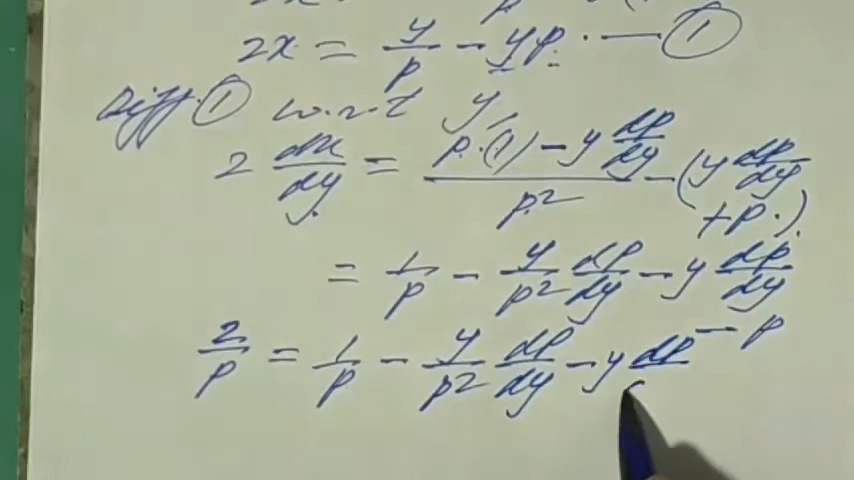 2x = y/p - yp. — ①
Diff. ① w.r.t y,
2 dx/dy = (p.(1) - y dp/dy)/p² - (y dp/dy + p.).
= 1/p - y/p² dp/dy - y dp/dy - p
2/p = 1/p - y/p² dp/dy - y dp